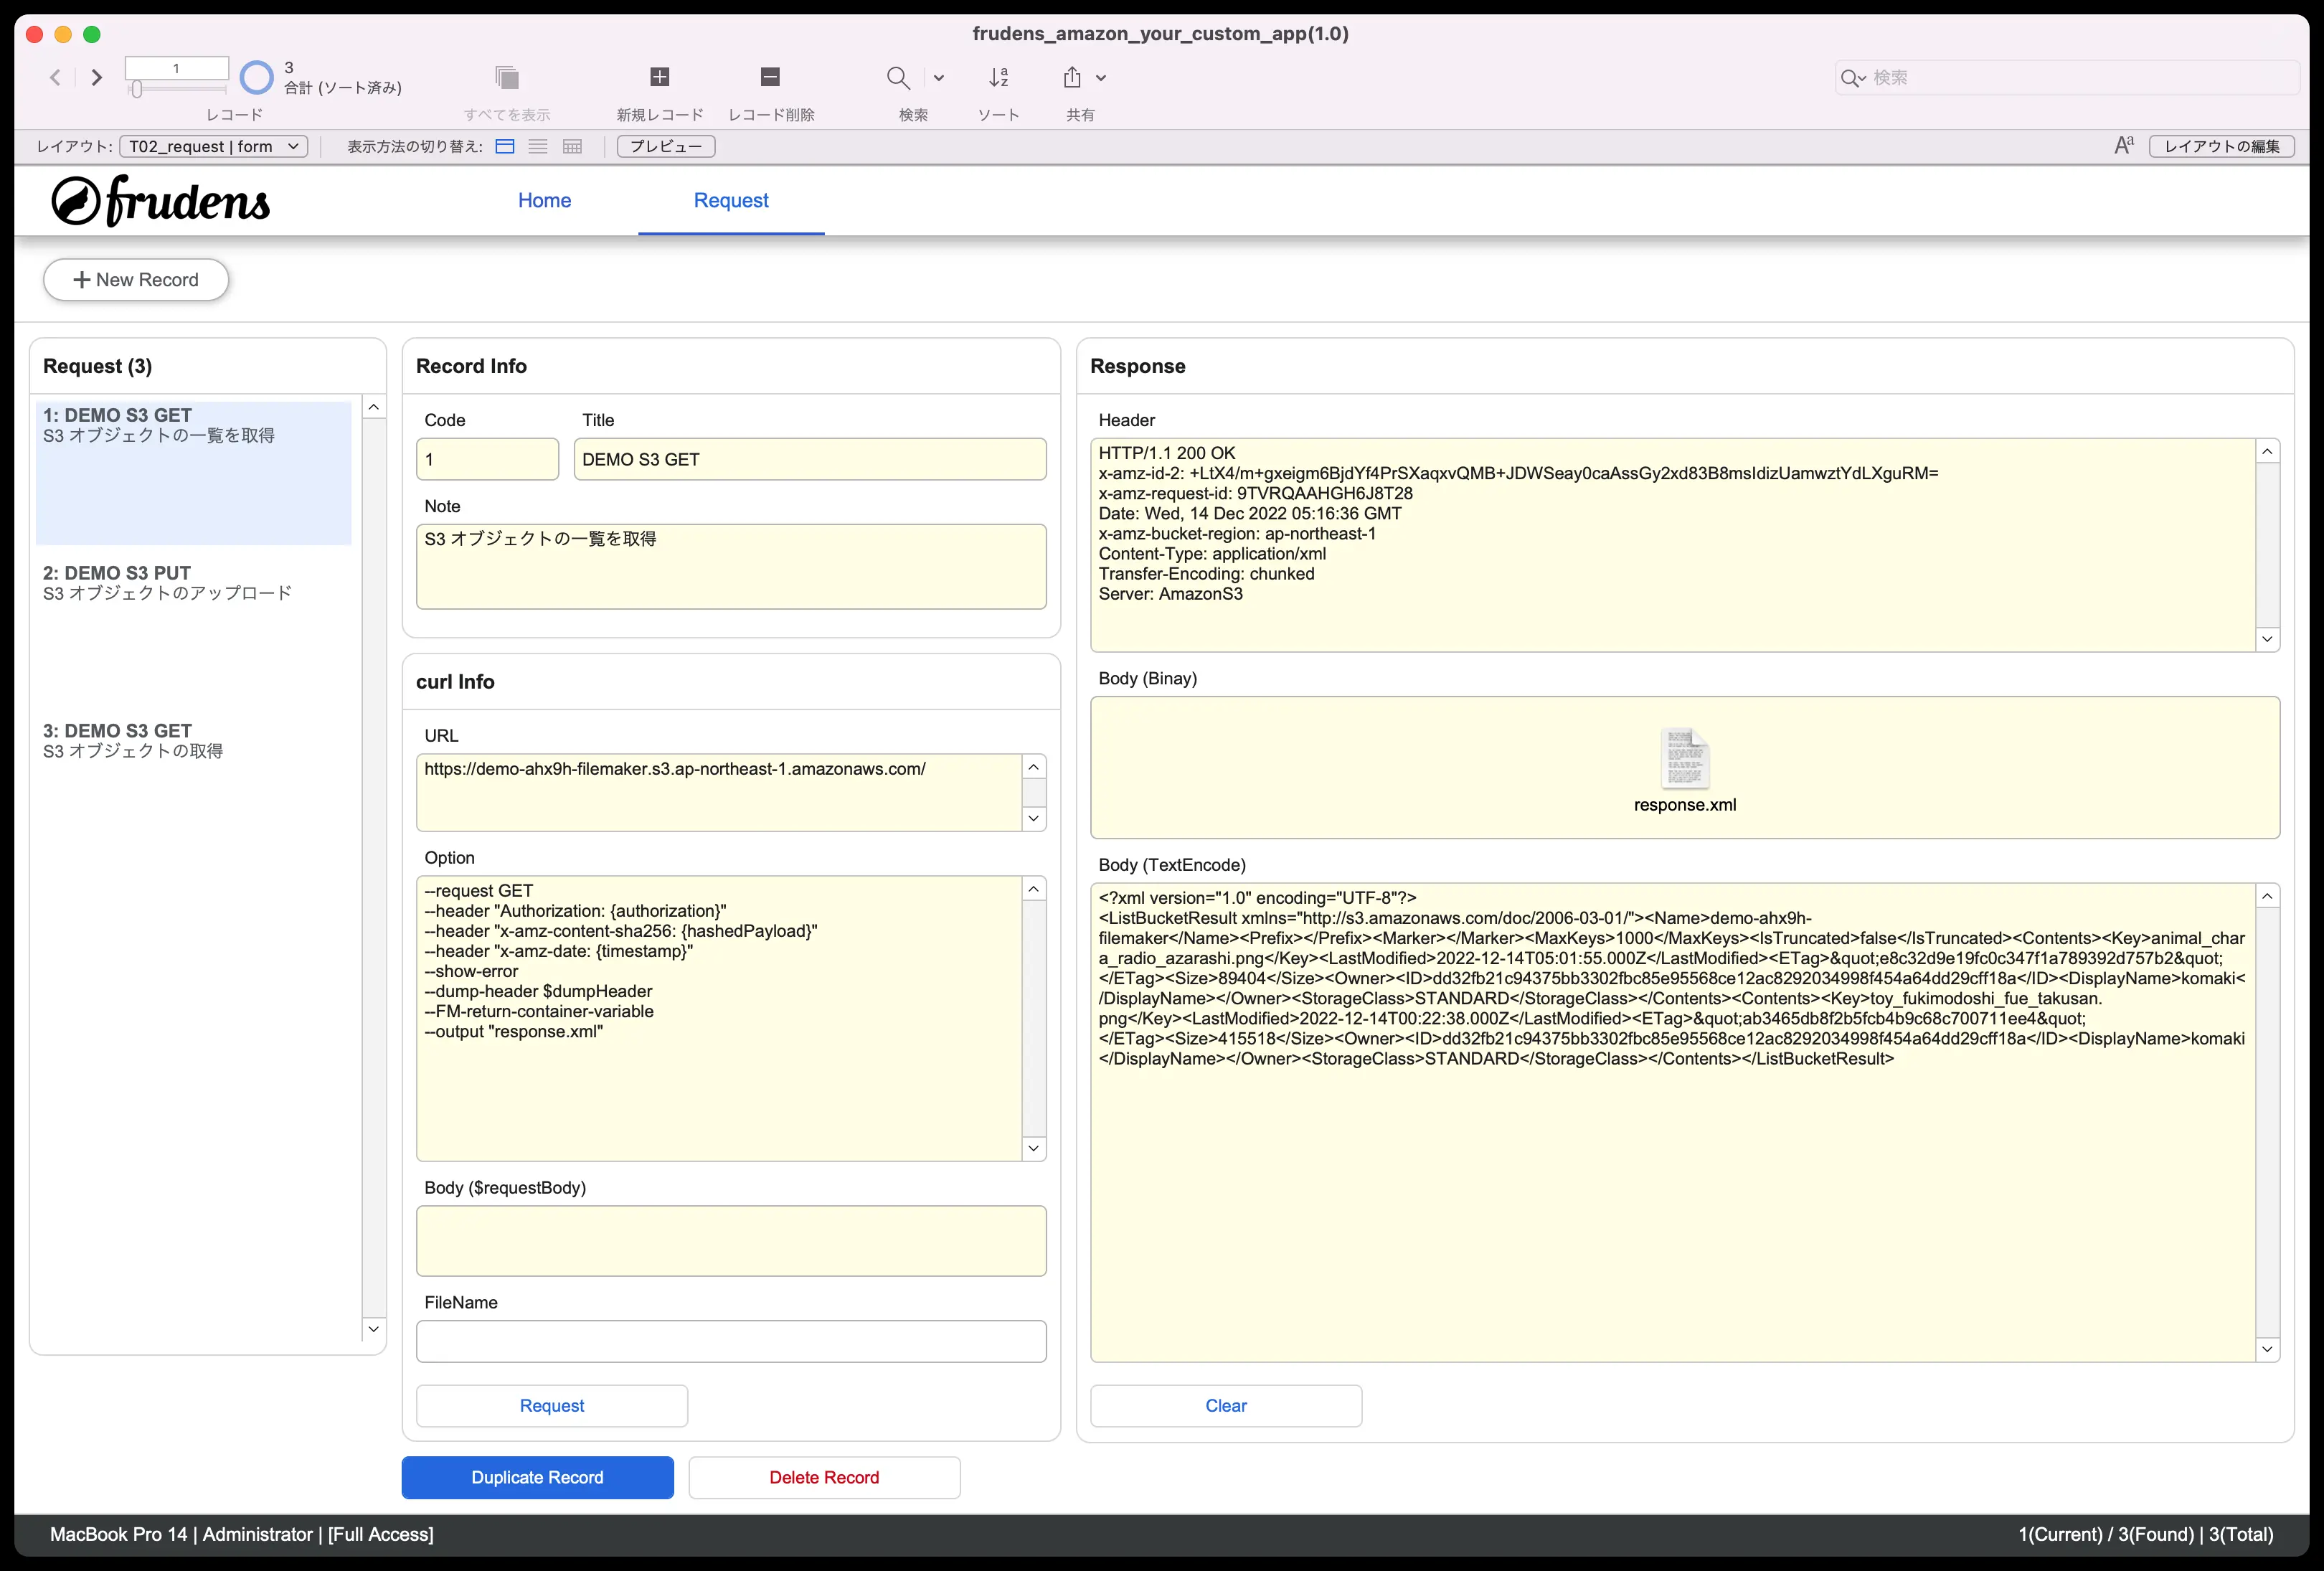 frudens_amazon_your_custom_app(1.0)
1
3
合計 (ソート済み)
レコード
すべてを表示
新規レコード
レコード削除
検索
ソート
共有
検索
レイアウト:
T02_request | form
表示方法の切り替え:
プレビュー
Aª
レイアウトの編集
frudens
Home
Request
New Record
Request (3)
1: DEMO S3 GET
S3 オブジェクトの一覧を取得
2: DEMO S3 PUT
S3 オブジェクトのアップロード
3: DEMO S3 GET
S3 オブジェクトの取得
Record Info
Code
Title
1
DEMO S3 GET
Note
S3 オブジェクトの一覧を取得
curl Info
URL
https://demo-ahx9h-filemaker.s3.ap-northeast-1.amazonaws.com/
Option
--request GET
--header "Authorization: {authorization}"
--header "x-amz-content-sha256: {hashedPayload}"
--header "x-amz-date: {timestamp}"
--show-error
--dump-header $dumpHeader
--FM-return-container-variable
--output "response.xml"
Body ($requestBody)
FileName
Request
Duplicate Record
Delete Record
Response
Header
HTTP/1.1 200 OK
x-amz-id-2: +LtX4/m+gxeigm6BjdYf4PrSXaqxvQMB+JDWSeay0caAssGy2xd83B8msIdizUamwztYdLXguRM=
x-amz-request-id: 9TVRQAAHGH6J8T28
Date: Wed, 14 Dec 2022 05:16:36 GMT
x-amz-bucket-region: ap-northeast-1
Content-Type: application/xml
Transfer-Encoding: chunked
Server: AmazonS3
Body (Binay)
response.xml
Body (TextEncode)
<?xml version="1.0" encoding="UTF-8"?>
<ListBucketResult xmlns="http://s3.amazonaws.com/doc/2006-03-01/"><Name>demo-ahx9h-
filemaker</Name><Prefix></Prefix><Marker></Marker><MaxKeys>1000</MaxKeys><IsTruncated>false</IsTruncated><Contents><Key>animal_char
a_radio_azarashi.png</Key><LastModified>2022-12-14T05:01:55.000Z</LastModified><ETag>&quot;e8c32d9e19fc0c347f1a789392d757b2&quot;
</ETag><Size>89404</Size><Owner><ID>dd32fb21c94375bb3302fbc85e95568ce12ac8292034998f454a64dd29cff18a</ID><DisplayName>komaki<
/DisplayName></Owner><StorageClass>STANDARD</StorageClass></Contents><Contents><Key>toy_fukimodoshi_fue_takusan.
png</Key><LastModified>2022-12-14T00:22:38.000Z</LastModified><ETag>&quot;ab3465db8f2b5fcb4b9c68c700711ee4&quot;
</ETag><Size>415518</Size><Owner><ID>dd32fb21c94375bb3302fbc85e95568ce12ac8292034998f454a64dd29cff18a</ID><DisplayName>komaki
</DisplayName></Owner><StorageClass>STANDARD</StorageClass></Contents></ListBucketResult>
Clear
MacBook Pro 14 | Administrator | [Full Access]
1(Current) / 3(Found) | 3(Total)